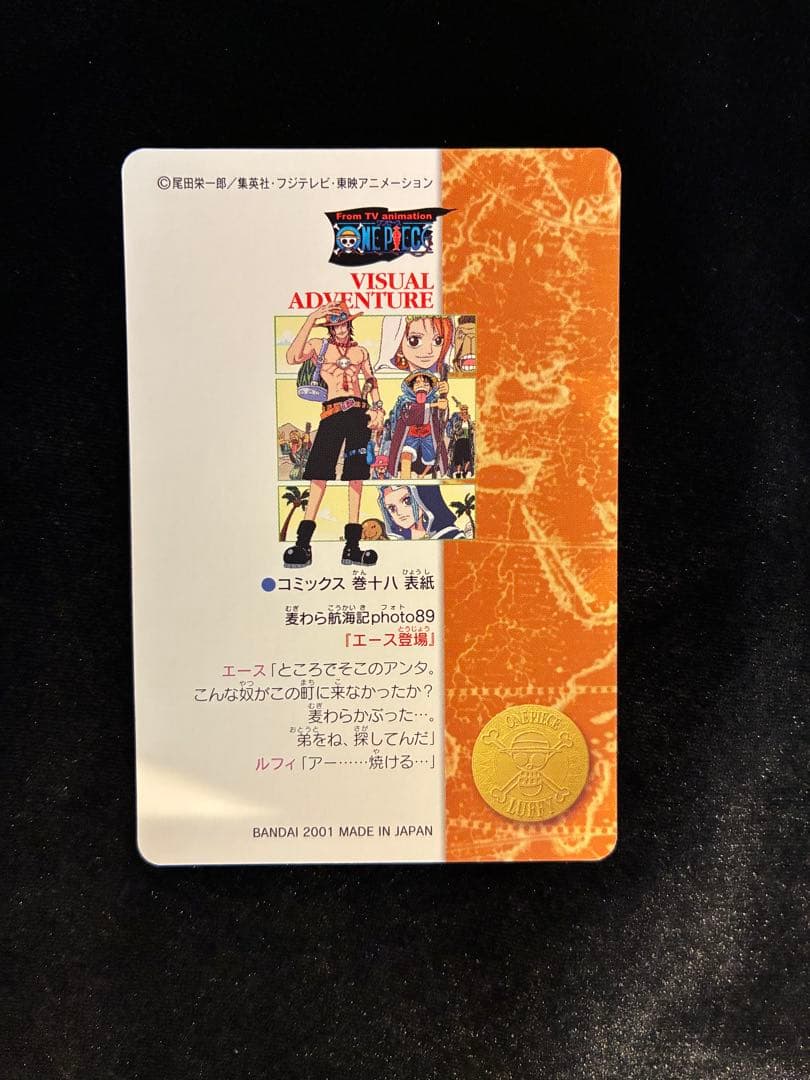 ©尾田栄一郎／集英社・フジテレビ・東映アニメーション
From TV animation
ワンピース
ONE PIECE
VISUAL
ADVENTURE
●コミックス 巻十八 表紙
麦わら航海記photo89
『エース登場』
エース「ところでそこのアンタ。
こんな奴がこの町に来なかったか？
麦わらかぶった…。
弟をね、探してんだ」
ルフィ「アー……焼ける…」
ONE PIECE
LUFFY
BANDAI 2001 MADE IN JAPAN